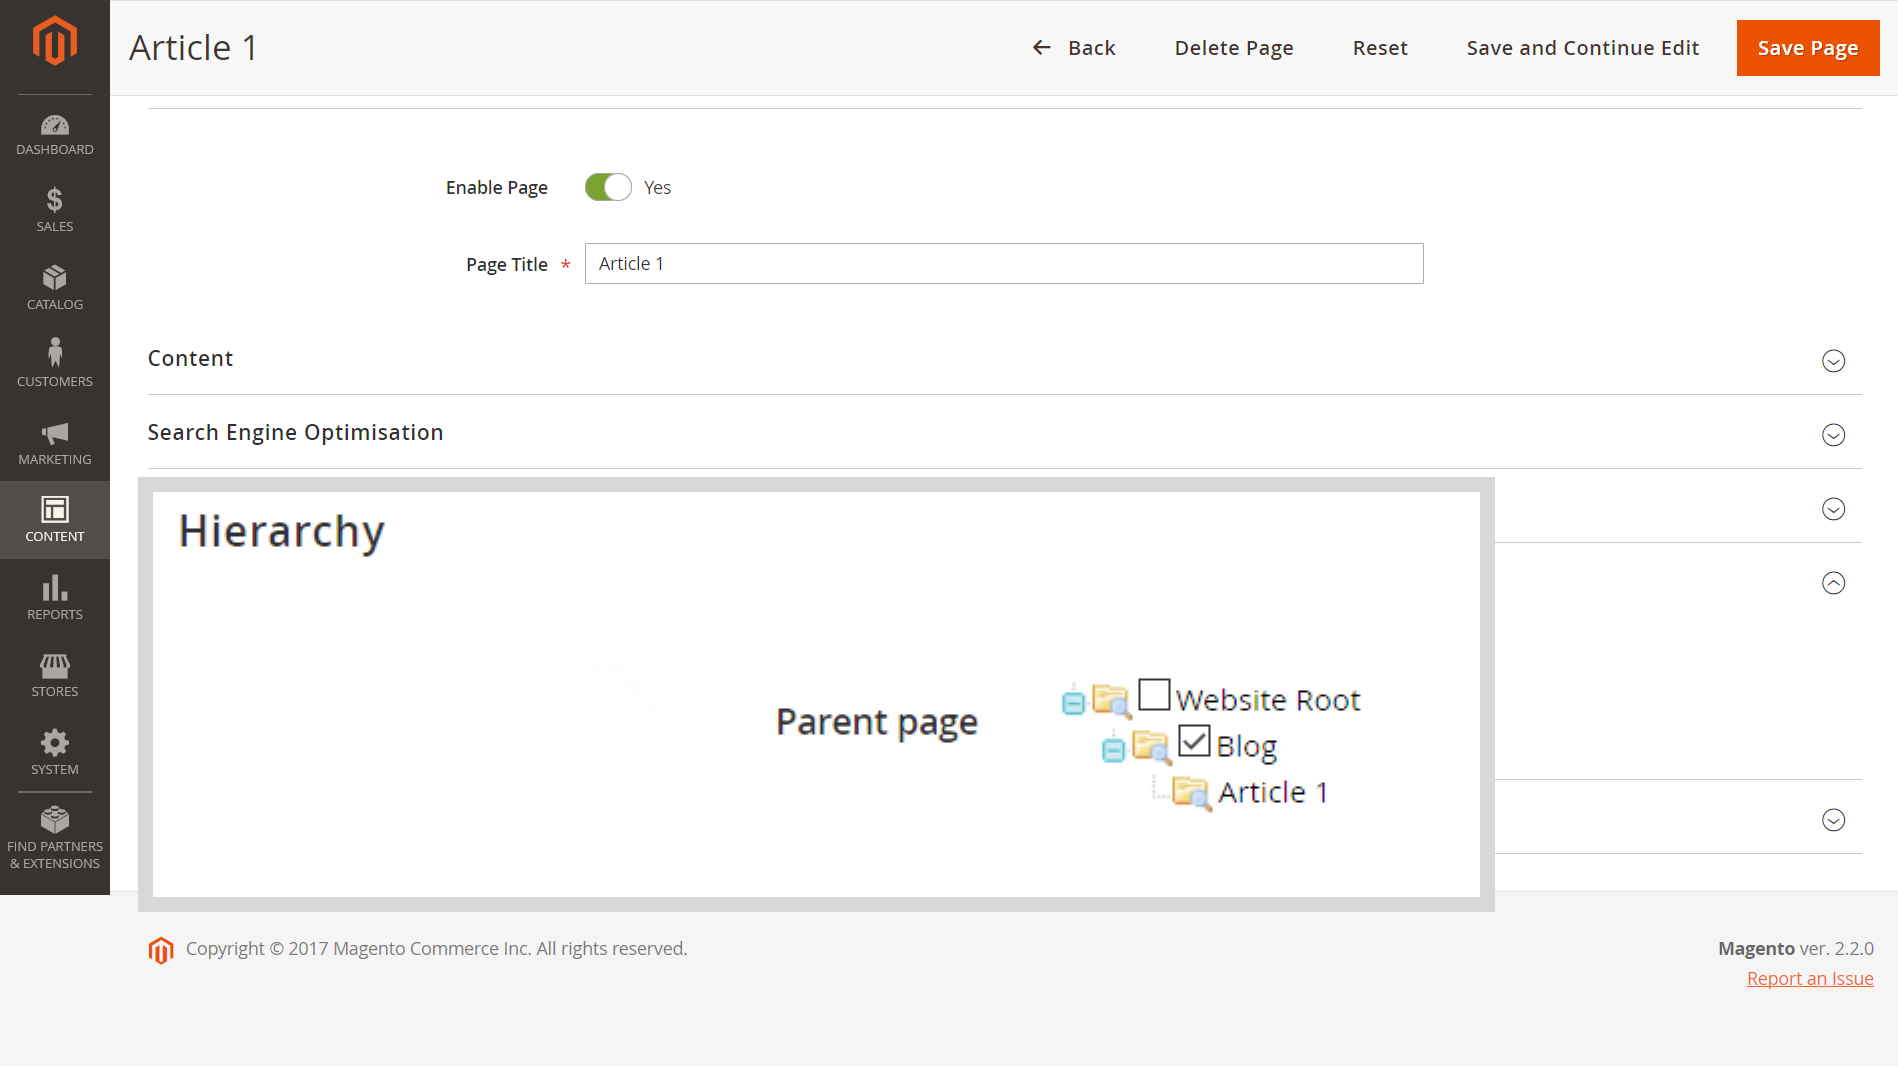 Article 1
Back
Delete Page
Reset
Save and Continue Edit
Save Page
DASHBOARD
SALES
CATALOG
CUSTOMERS
MARKETING
CONTENT
REPORTS
STORES
SYSTEM
FIND PARTNERS
& EXTENSIONS
Enable Page
Yes
Page Title *
Article 1
Content
Search Engine Optimisation
Hierarchy
Parent page
Website Root
Blog
Article 1
Copyright © 2017 Magento Commerce Inc. All rights reserved.
Magento ver. 2.2.0
Report an Issue